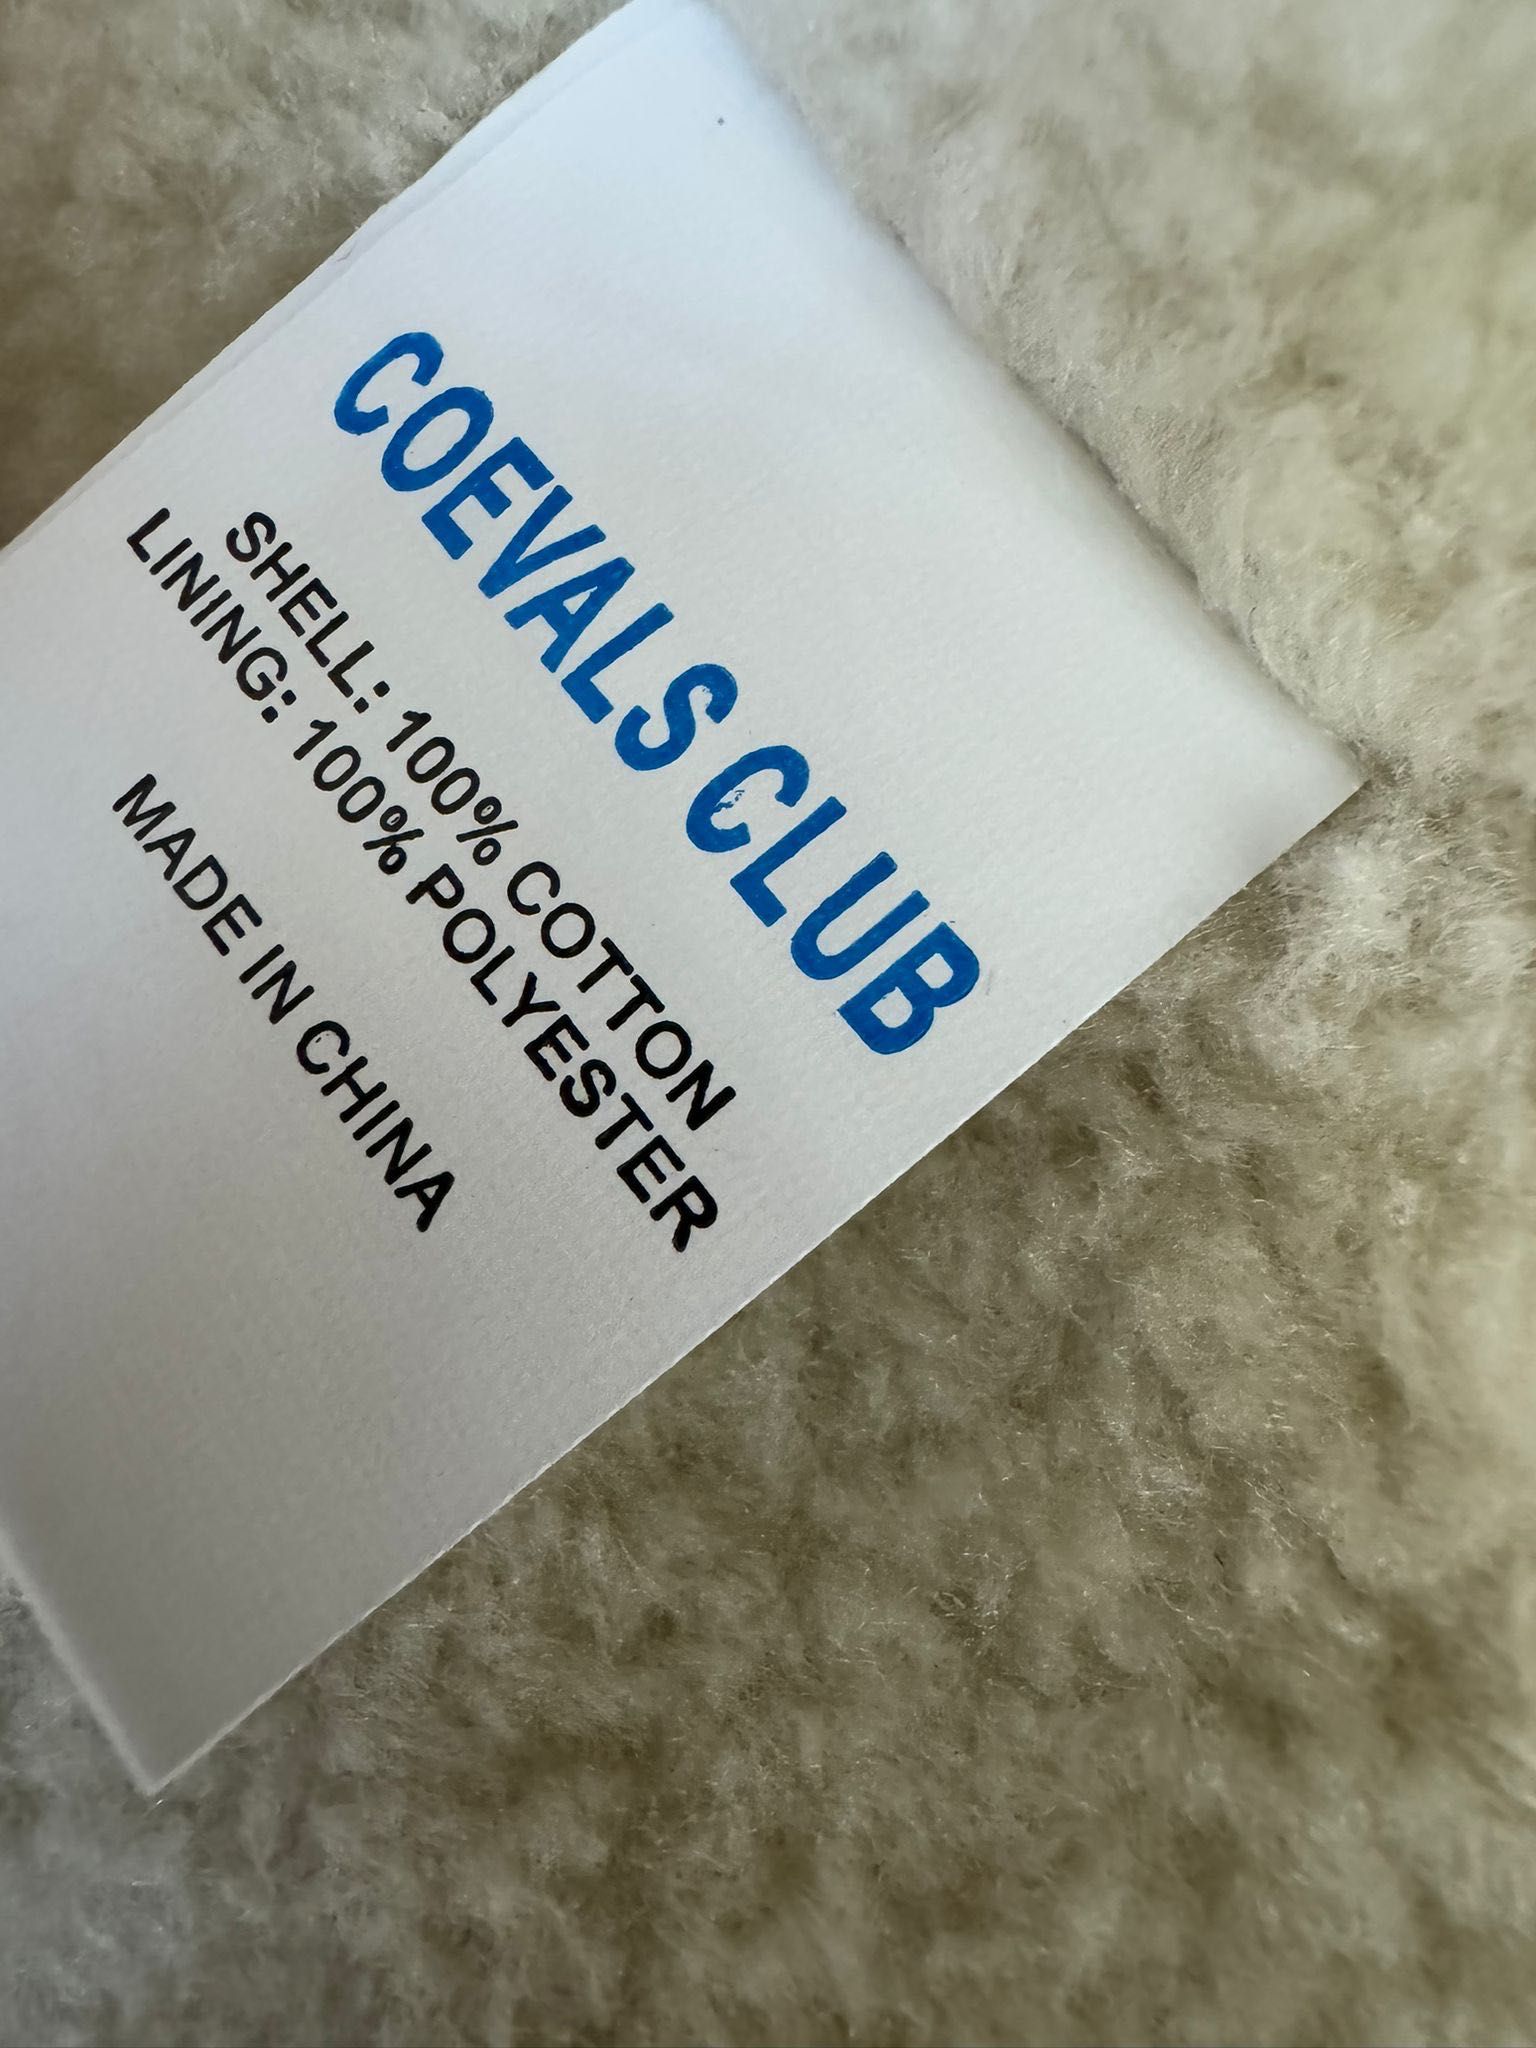 COEVALS CLUB
SHELL: 100% COTTON
LINING: 100% POLYESTER
MADE IN CHINA